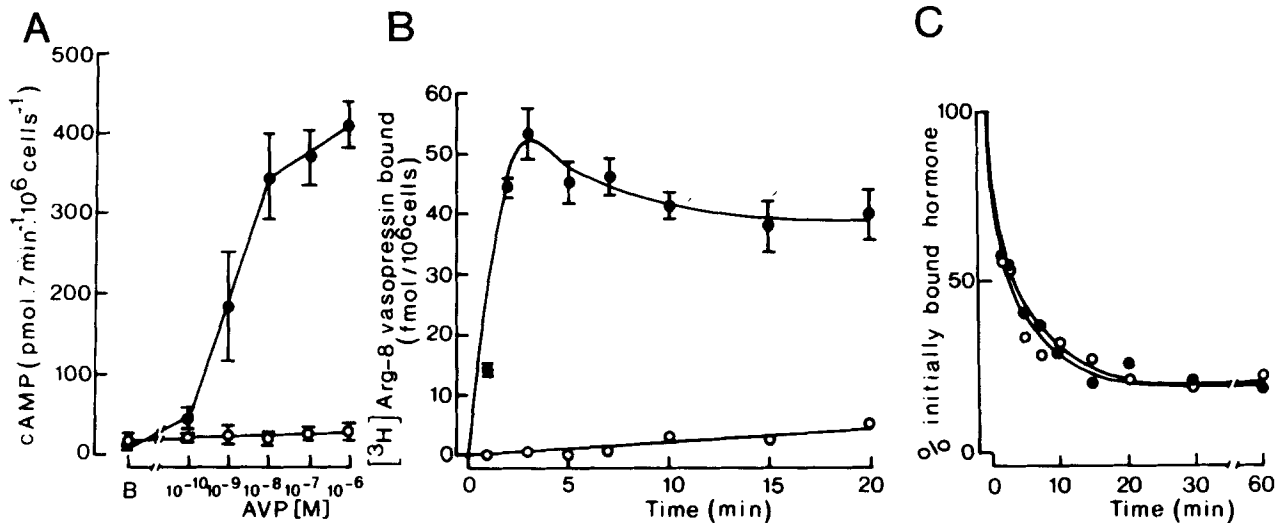 A
cAMP (pmol.7min⁻¹.10⁶ cells⁻¹)
500
400
300
200
100
0
B
10⁻¹⁰
10⁻⁹
10⁻⁸
10⁻⁷
10⁻⁶
AVP [M]
B
[³H] Arg-8 vasopressin bound
(fmol/10⁶cells)
60
50
40
30
20
10
0
0
5
10
15
20
Time (min)
C
% initially bound hormone
100
50
0
0
10
20
30
60
Time (min)